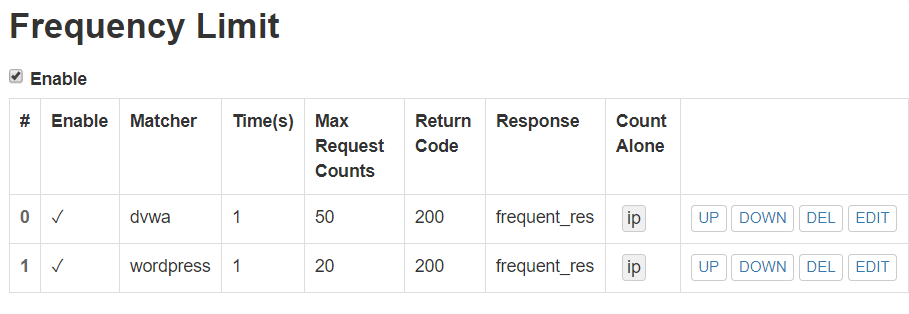 Frequency Limit
Enable
# Enable Matcher Time(s) Max Request Counts Return Code Response Count Alone
0 ✓ dvwa 1 50 200 frequent_res ip UP DOWN DEL EDIT
1 ✓ wordpress 1 20 200 frequent_res ip UP DOWN DEL EDIT